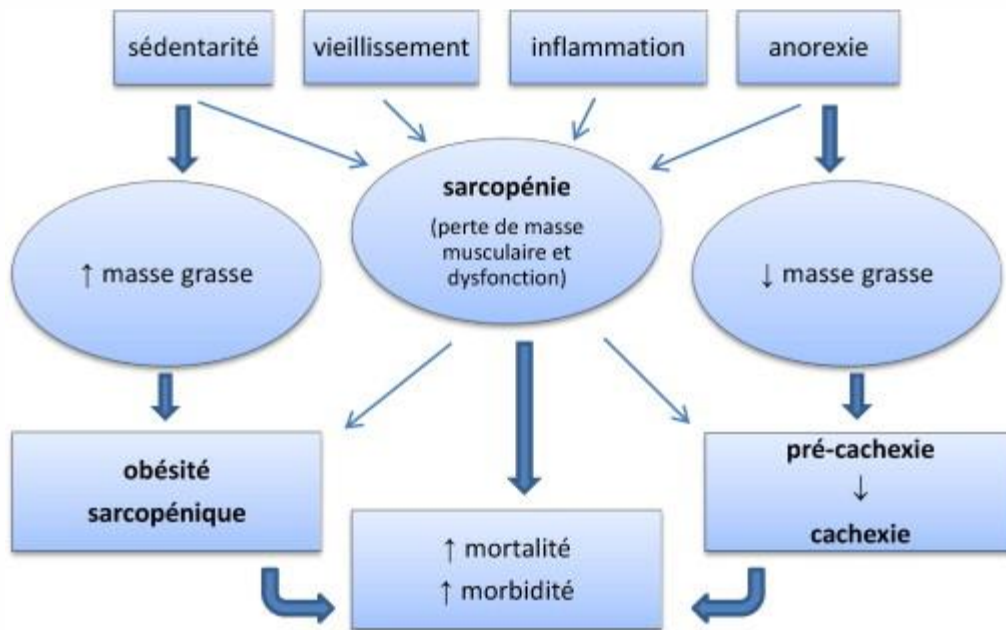 sédentarité
vieillissement
inflammation
anorexie
↑ masse grasse
sarcopénie
(perte de masse
musculaire et
dysfonction)
↓ masse grasse
obésité
sarcopénique
↑ mortalité
↑ morbidité
pré-cachexie
↓
cachexie